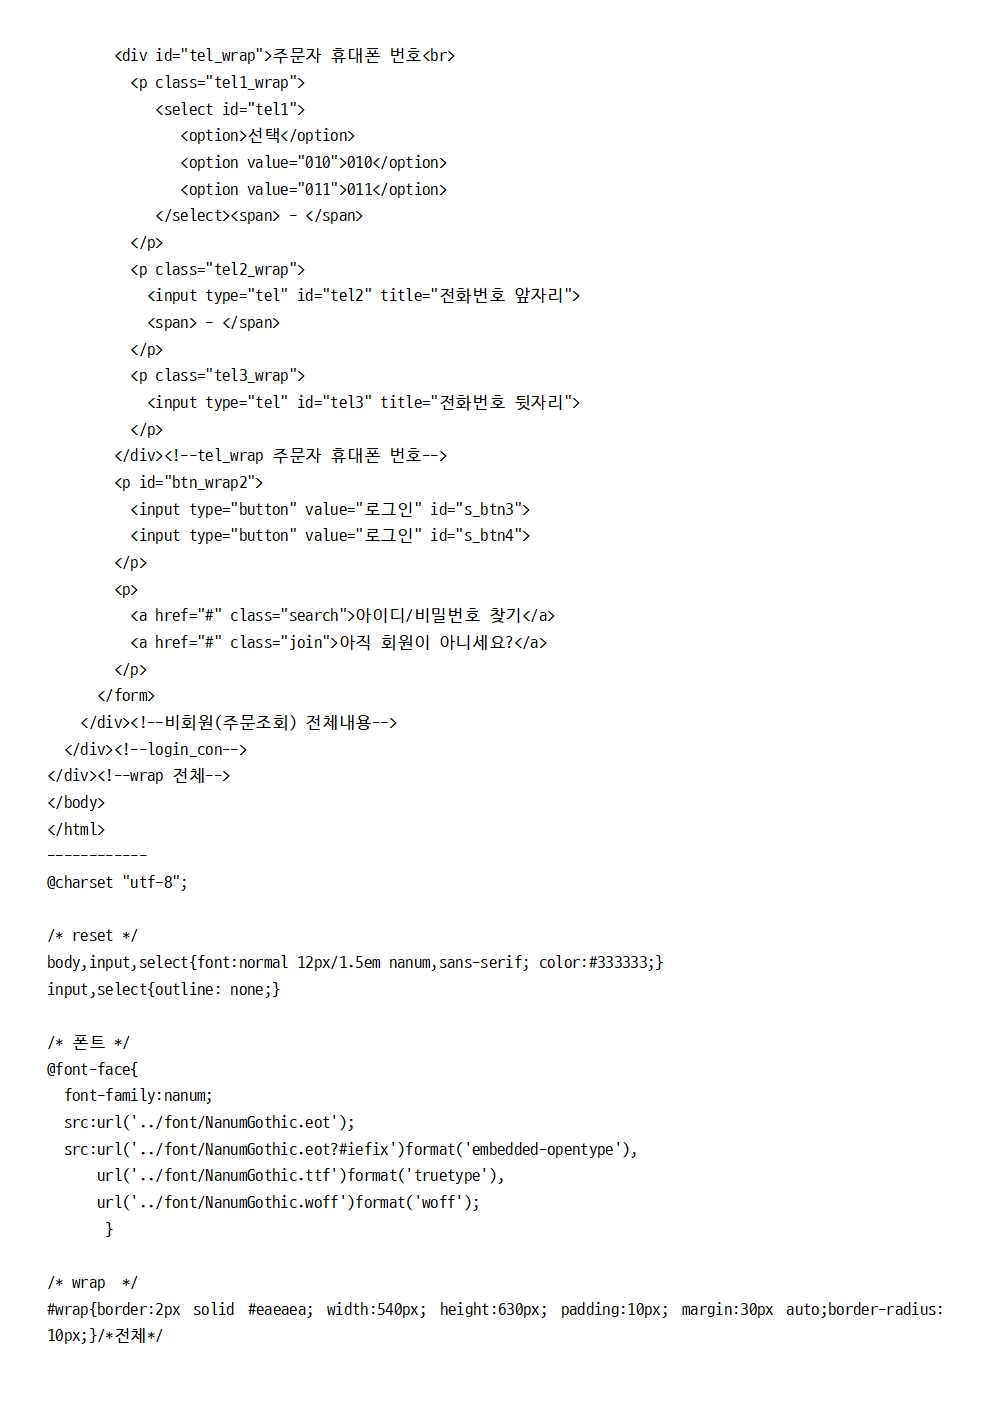 <div id="tel_wrap">주문자 휴대폰 번호<br>
<p class="tel1_wrap">
<select id="tel1">
<option>선택</option>
<option value="010">010</option>
<option value="011">011</option>
</select><span> - </span>
</p>
<p class="tel2_wrap">
<input type="tel" id="tel2" title="전화번호 앞자리">
<span> - </span>
</p>
<p class="tel3_wrap">
<input type="tel" id="tel3" title="전화번호 뒷자리">
</p>
</div><!--tel_wrap 주문자 휴대폰 번호-->
<p id="btn_wrap2">
<input type="button" value="로그인" id="s_btn3">
<input type="button" value="로그인" id="s_btn4">
</p>
<p>
<a href="#" class="search">아이디/비밀번호 찾기</a>
<a href="#" class="join">아직 회원이 아니세요?</a>
</p>
</form>
</div><!--비회원(주문조회) 전체내용-->
</div><!--login_con-->
</div><!--wrap 전체-->
</body>
</html>
------------
@charset "utf-8";
/* reset */
body,input,select{font:normal 12px/1.5em nanum,sans-serif; color:#333333;}
input,select{outline: none;}
/* 폰트 */
@font-face{
font-family:nanum;
src:url('../font/NanumGothic.eot');
src:url('../font/NanumGothic.eot?#iefix')format('embedded-opentype'),
url('../font/NanumGothic.ttf')format('truetype'),
url('../font/NanumGothic.woff')format('woff');
}
/* wrap  */
#wrap{border:2px solid #eaeaea; width:540px; height:630px; padding:10px; margin:30px auto;border-radius:
10px;}/*전체*/